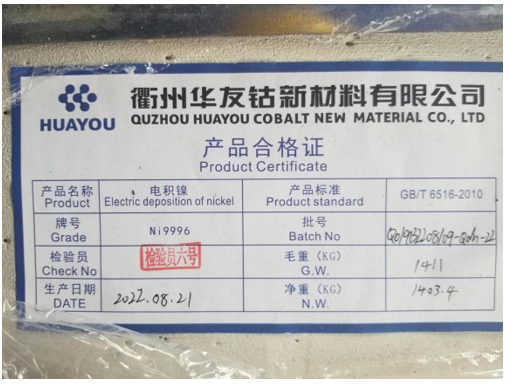 HUAYOU
衢州华友钴新材料有限公司
QUZHOU HUAYOU COBALT NEW MATERIAL CO., LTD
产品合格证
Product Certificate
产品名称 电积镍 产品标准 GB/T 6516-2010
Product Electric deposition of nickel Product standard
牌号 Ni9996 批号
Grade Batch No
检验员 检验员六号 毛重(KG) 1411
Check No G.W.
生产日期 2022.08.21 净重(KG) 1403.4
DATE N.W.